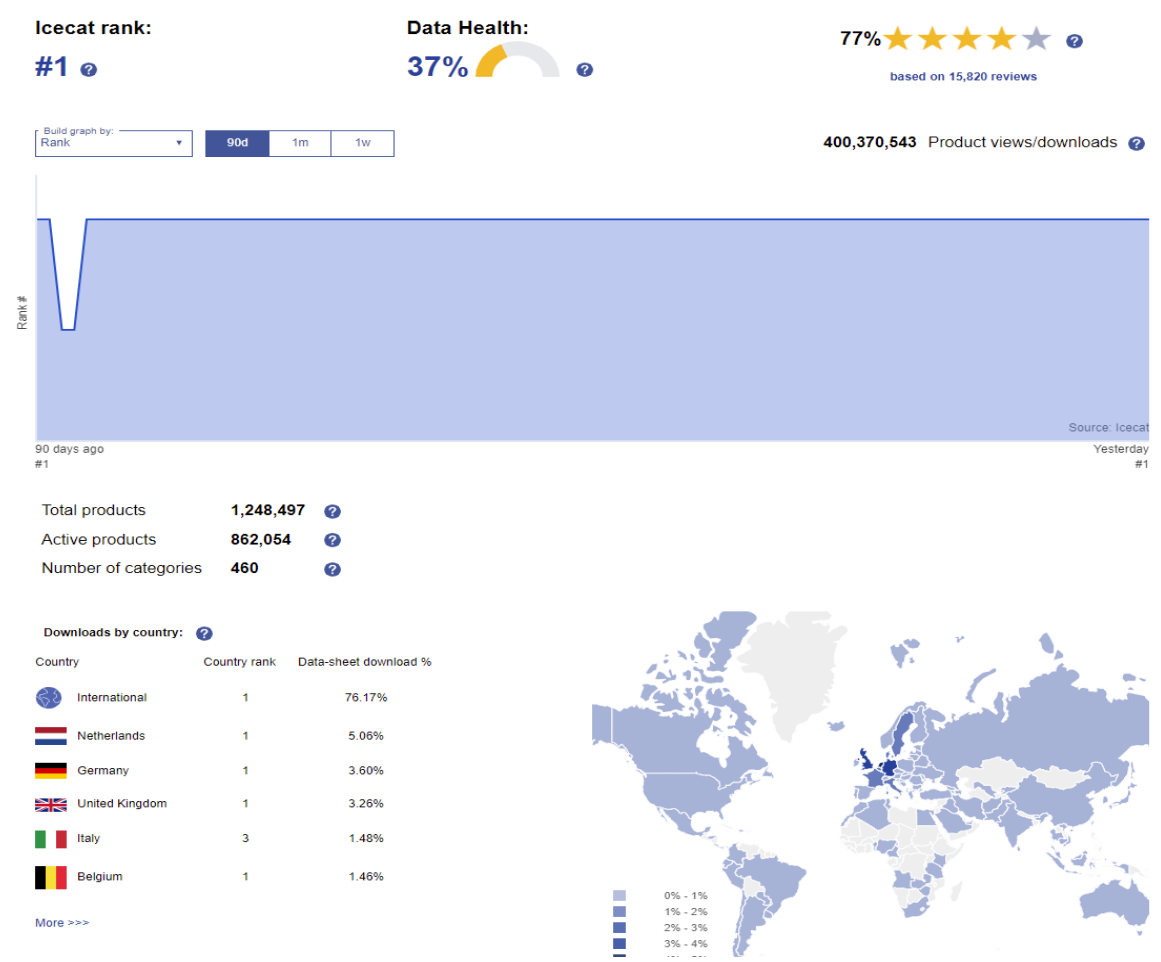 Icecat rank:
#1 ?
Data Health:
37% ?
77% ?
based on 15,820 reviews
Build graph by:
Rank
90d 1m 1w
400,370,543 Product views/downloads ?
Rank #
Source: Icecat
90 days ago
#1
Yesterday
#1
Total products 1,248,497 ?
Active products 862,054 ?
Number of categories 460 ?
Downloads by country: ?
Country Country rank Data-sheet download %
International 1 76.17%
Netherlands 1 5.06%
Germany 1 3.60%
United Kingdom 1 3.26%
Italy 3 1.48%
Belgium 1 1.46%
More >>>
0% - 1%
1% - 2%
2% - 3%
3% - 4%